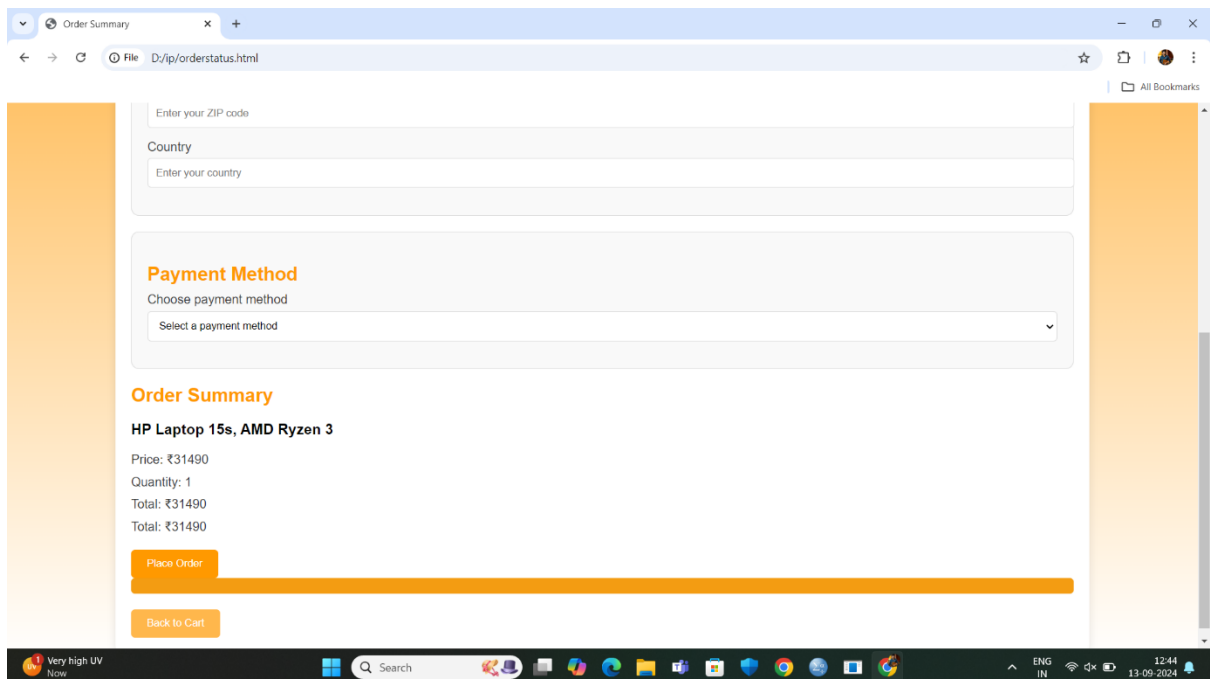 Order Summary
File D:/ip/orderstatus.html
All Bookmarks
Enter your ZIP code
Country
Enter your country
Payment Method
Choose payment method
Select a payment method
Order Summary
HP Laptop 15s, AMD Ryzen 3
Price: ₹31490
Quantity: 1
Total: ₹31490
Total: ₹31490
Place Order
Back to Cart
1
UV
Very high UV
Now
Search
ENG
IN
12:44
13-09-2024